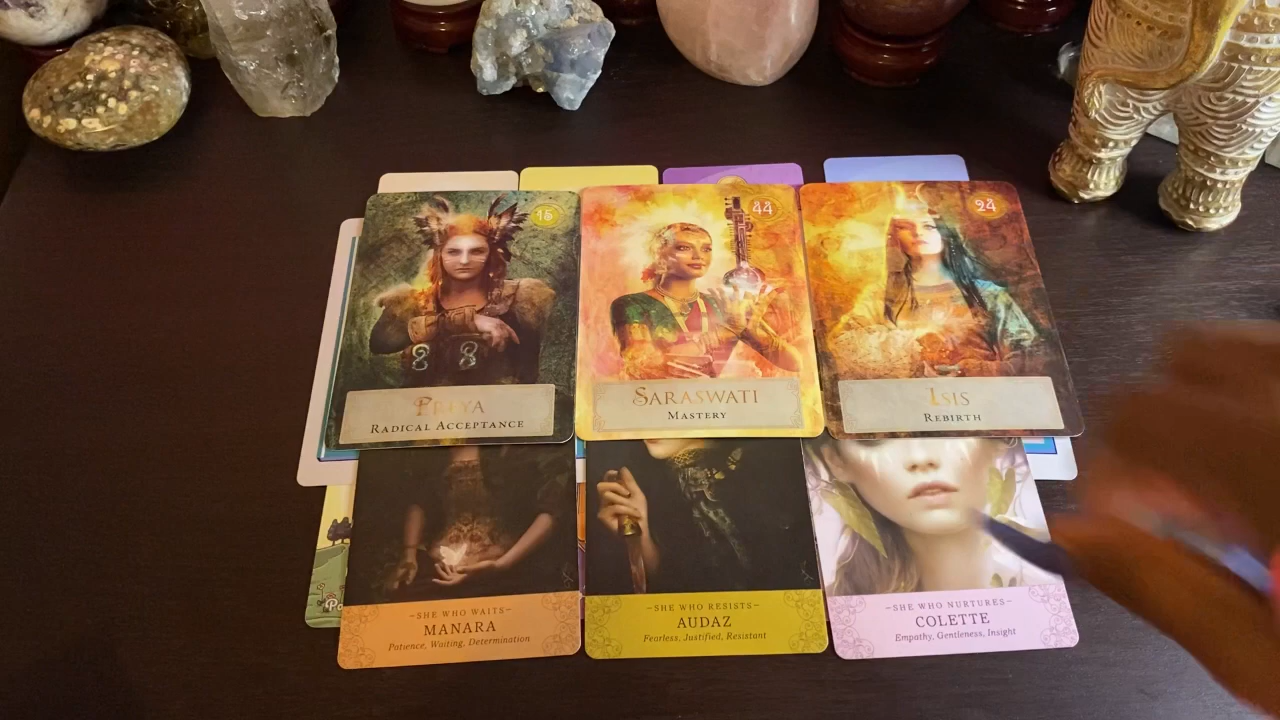 15
44
24
FREYA
RADICAL ACCEPTANCE
SARASWATI
MASTERY
ISIS
REBIRTH
~SHE WHO WAITS~
MANARA
Patience, Waiting, Determination
~SHE WHO RESISTS~
AUDAZ
Fearless, Justified, Resistant
~SHE WHO NURTURES~
COLETTE
Empathy, Gentleness, Insight